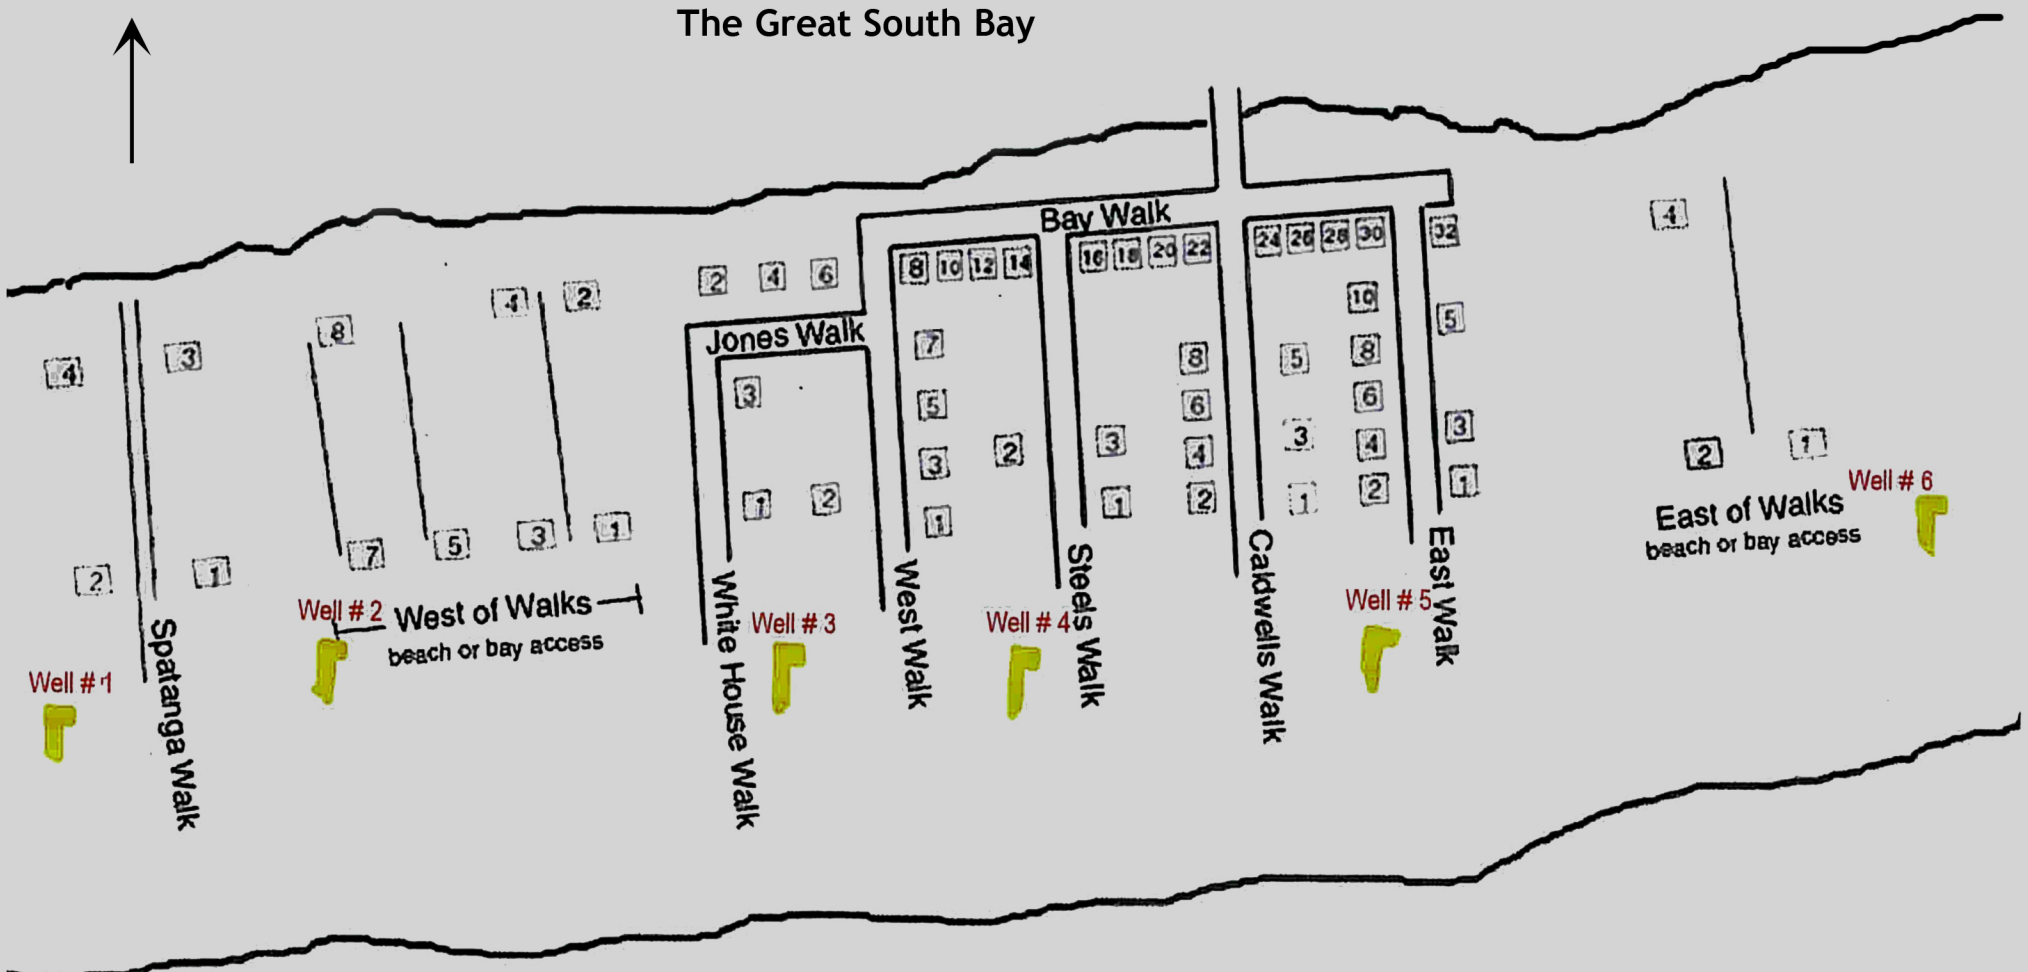 The Great South Bay
Bay Walk
4
8 10 12 14
16 18 20 22
24 26 28 30
32
2 4 6
Jones Walk
4 2
8
3
4
10
5
7
8
5
8
3
5
6
6
3
3
2
3
4
3
4
3
2
1
1 2
1
1
2
1
2
1
7 5 3 1
2 1
Well # 6
East of Walks
beach or bay access
Well # 2
West of Walks
beach or bay access
Well # 3
Well # 4
Well # 5
Well # 1
Spatanga Walk
White House Walk
West Walk
Steels Walk
Caldwells Walk
East Walk